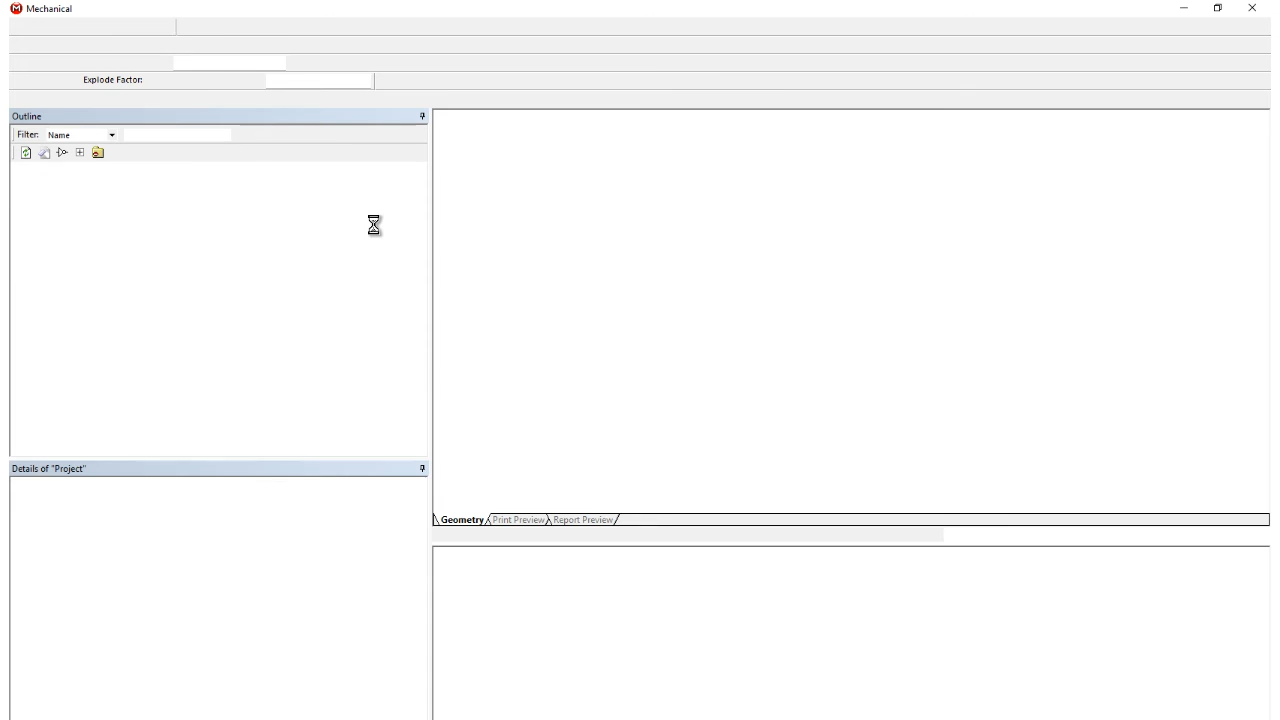 Mechanical
Explode Factor:
Outline
Filter: Name
Details of "Project"
Geometry Print Preview Report Preview